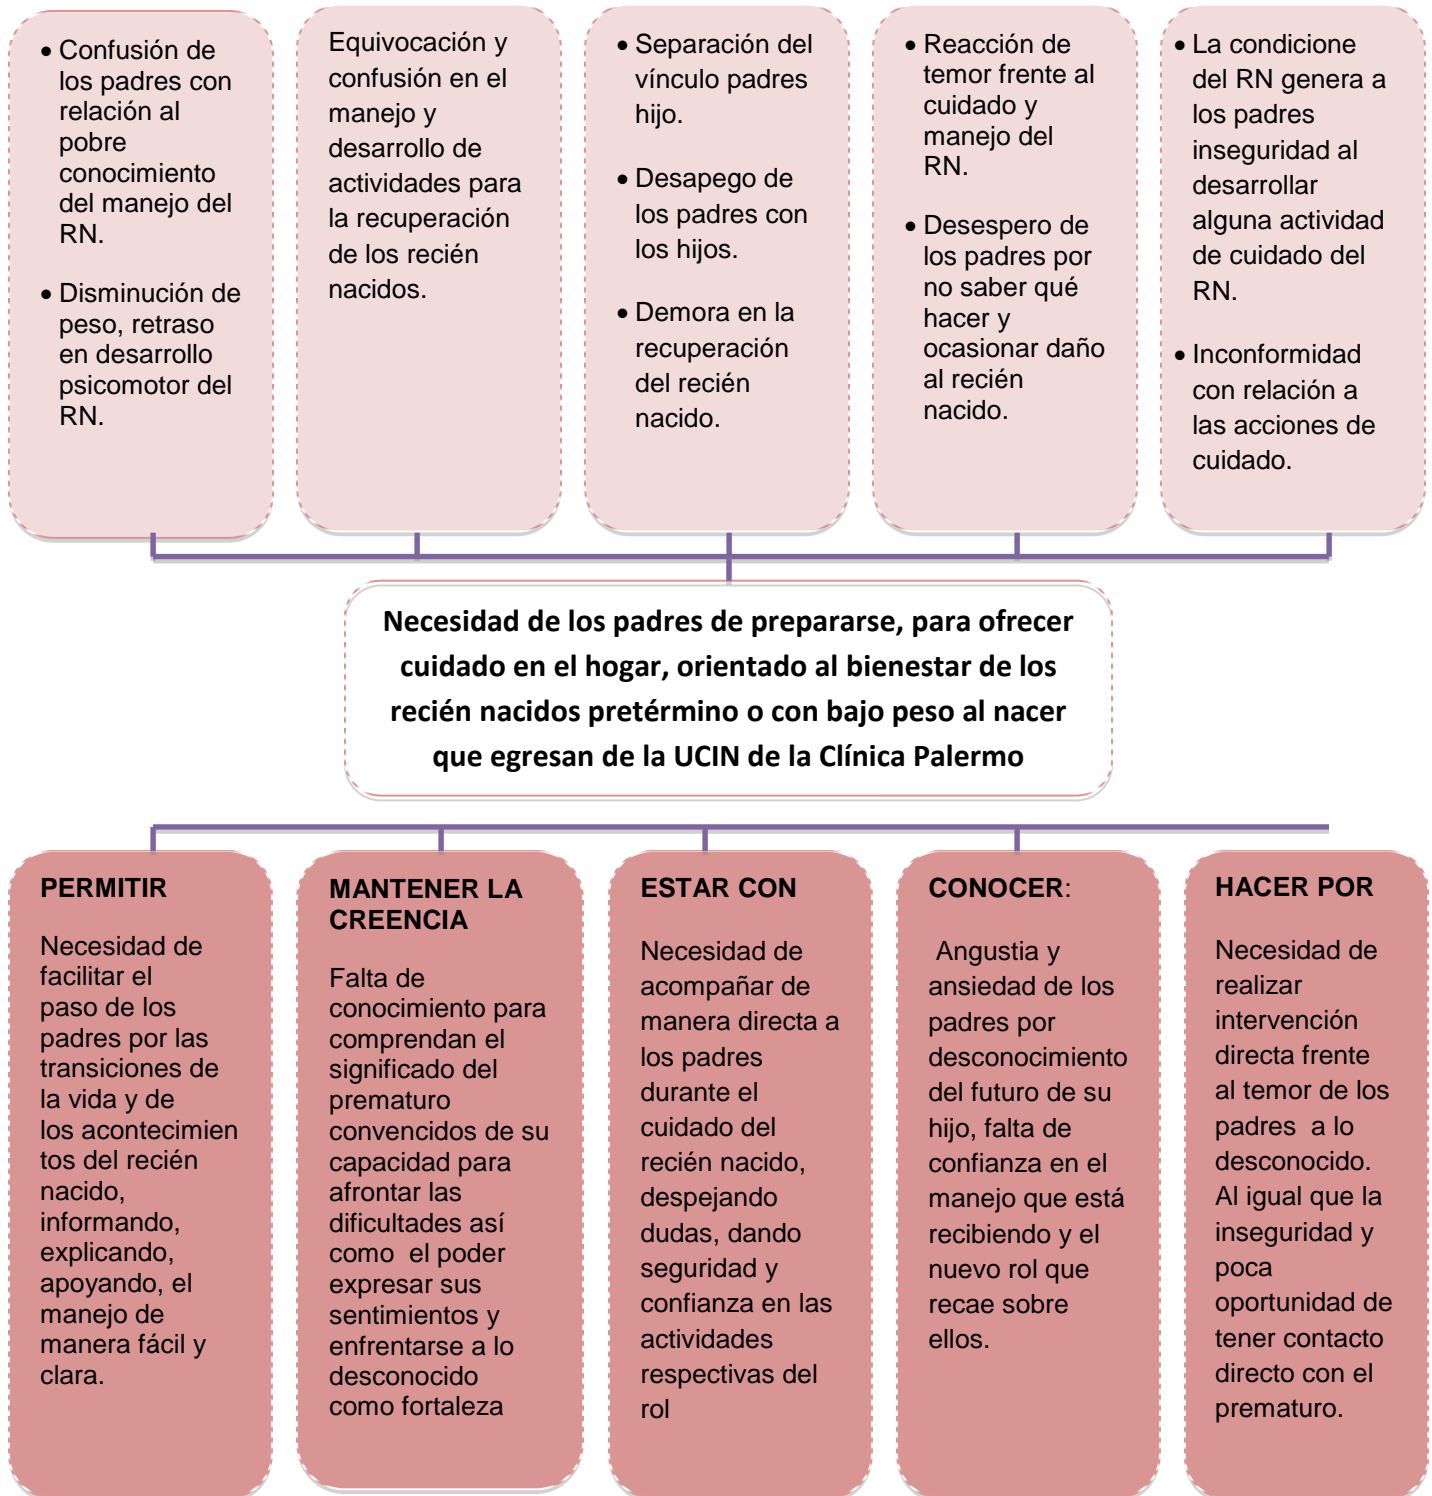 • Confusión de
los padres con
relación al
pobre
conocimiento
del manejo del
RN.
• Disminución de
peso, retraso
en desarrollo
psicomotor del
RN.
Equivocación y
confusión en el
manejo y
desarrollo de
actividades para
la recuperación
de los recién
nacidos.
• Separación del
vínculo padres
hijo.
• Desapego de
los padres con
los hijos.
• Demora en la
recuperación
del recién
nacido.
• Reacción de
temor frente al
cuidado y
manejo del
RN.
• Desespero de
los padres por
no saber qué
hacer y
ocasionar daño
al recién
nacido.
• La condicione
del RN genera a
los padres
inseguridad al
desarrollar
alguna actividad
de cuidado del
RN.
• Inconformidad
con relación a
las acciones de
cuidado.
Necesidad de los padres de prepararse, para ofrecer
cuidado en el hogar, orientado al bienestar de los
recién nacidos pretérmino o con bajo peso al nacer
que egresan de la UCIN de la Clínica Palermo
PERMITIR
Necesidad de
facilitar el
paso de los
padres por las
transiciones de
la vida y de
los acontecimien
tos del recién
nacido,
informando,
explicando,
apoyando, el
manejo de
manera fácil y
clara.
MANTENER LA
CREENCIA
Falta de
conocimiento para
comprendan el
significado del
prematuro
convencidos de su
capacidad para
afrontar las
dificultades así
como el poder
expresar sus
sentimientos y
enfrentarse a lo
desconocido
como fortaleza
ESTAR CON
Necesidad de
acompañar de
manera directa a
los padres
durante el
cuidado del
recién nacido,
despejando
dudas, dando
seguridad y
confianza en las
actividades
respectivas del
rol
CONOCER:
Angustia y
ansiedad de los
padres por
desconocimiento
del futuro de su
hijo, falta de
confianza en el
manejo que está
recibiendo y el
nuevo rol que
recae sobre
ellos.
HACER POR
Necesidad de
realizar
intervención
directa frente
al temor de los
padres a lo
desconocido.
Al igual que la
inseguridad y
poca
oportunidad de
tener contacto
directo con el
prematuro.